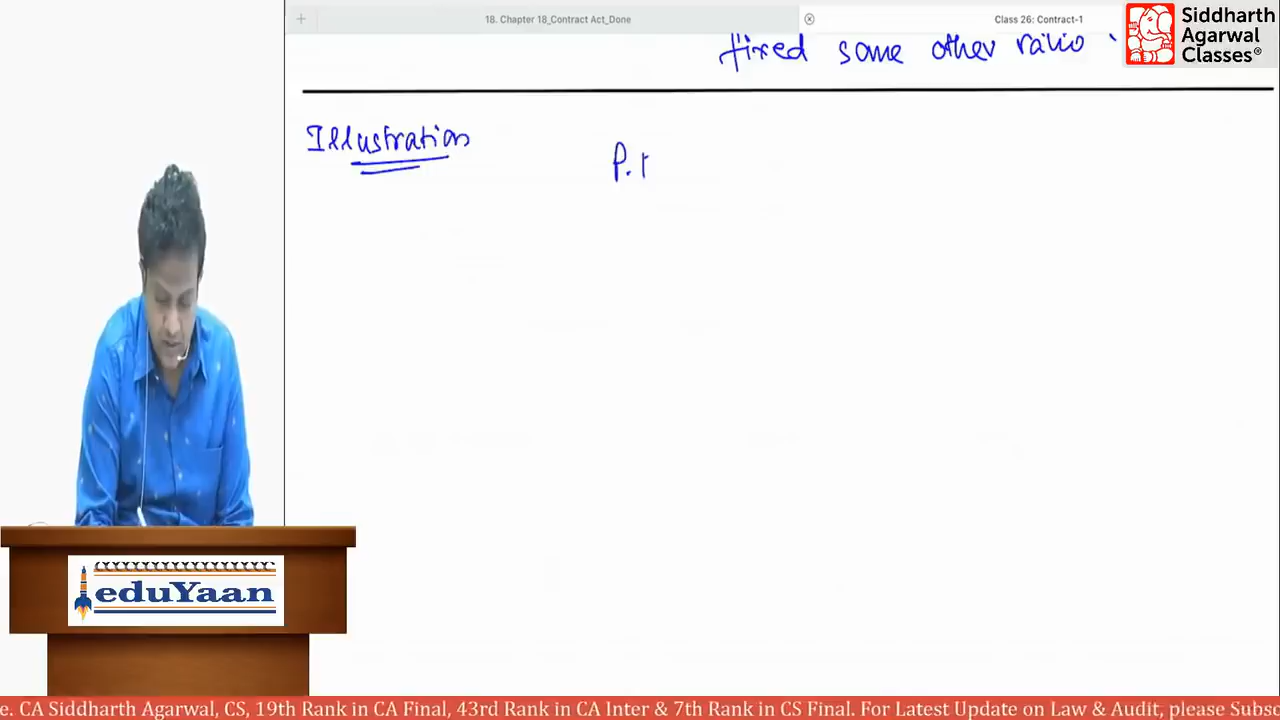 18. Chapter 18_Contract Act_Done
Class 26: Contract-1
Siddharth
Agarwal
Classes®
fixed some other ratio
Illustration
P.
eduYaan
e. CA Siddharth Agarwal, CS, 19th Rank in CA Final, 43rd Rank in CA Inter & 7th Rank in CS Final. For Latest Update on Law & Audit, please Subsc